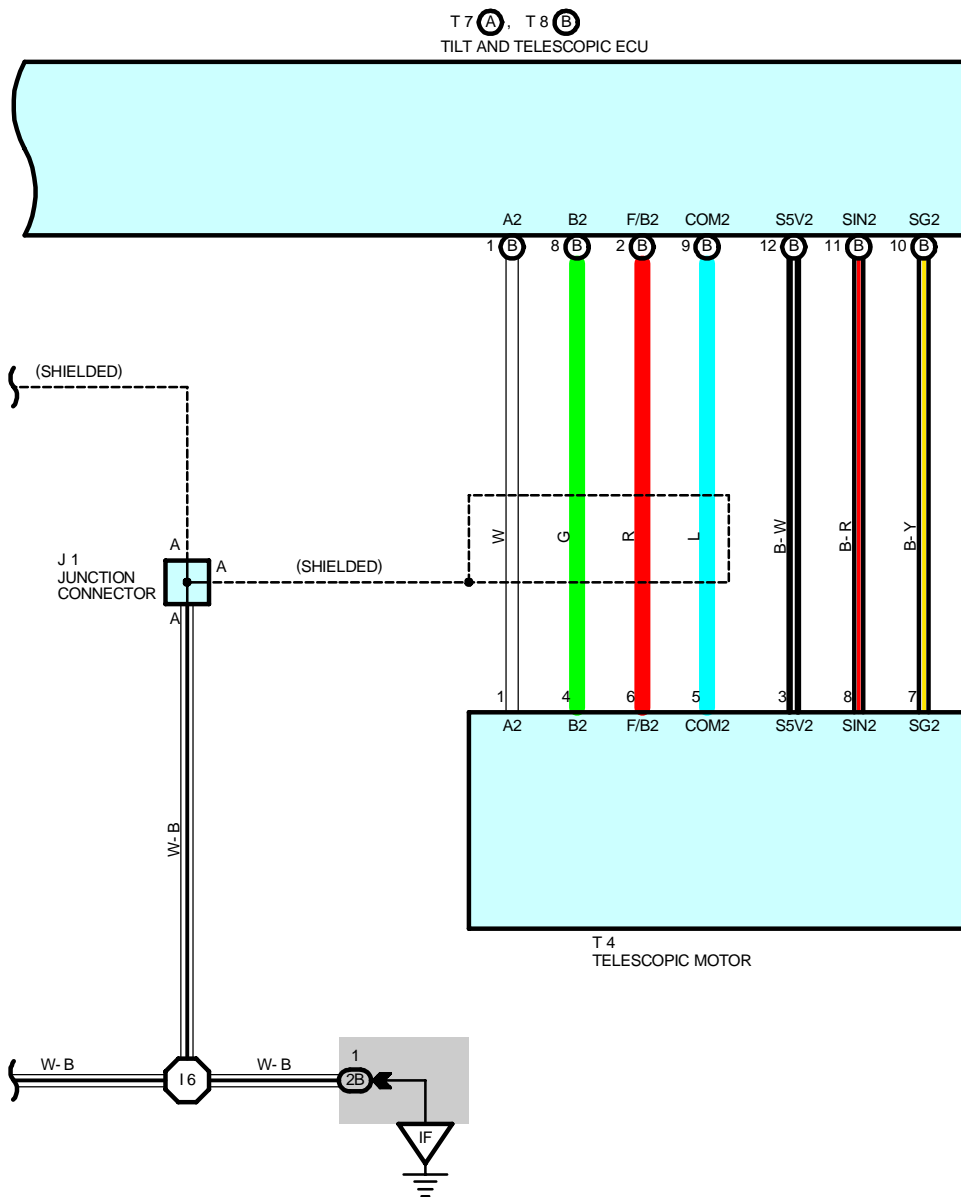 T 7 A , T 8 B
TILT AND TELESCOPIC ECU
A2 B2 F/B2 COM2 S5V2 SIN2 SG2
1 B 8 B 2 B 9 B 12 B 11 B 10 B
(SHIELDED)
W G R L B-W B-R B-Y
A
J 1
JUNCTION
CONNECTOR
A
(SHIELDED)
A
1 4 6 5 3 8 7
A2 B2 F/B2 COM2 S5V2 SIN2 SG2
W-B
T 4
TELESCOPIC MOTOR
W-B
I 6
W-B
1
2B
IF